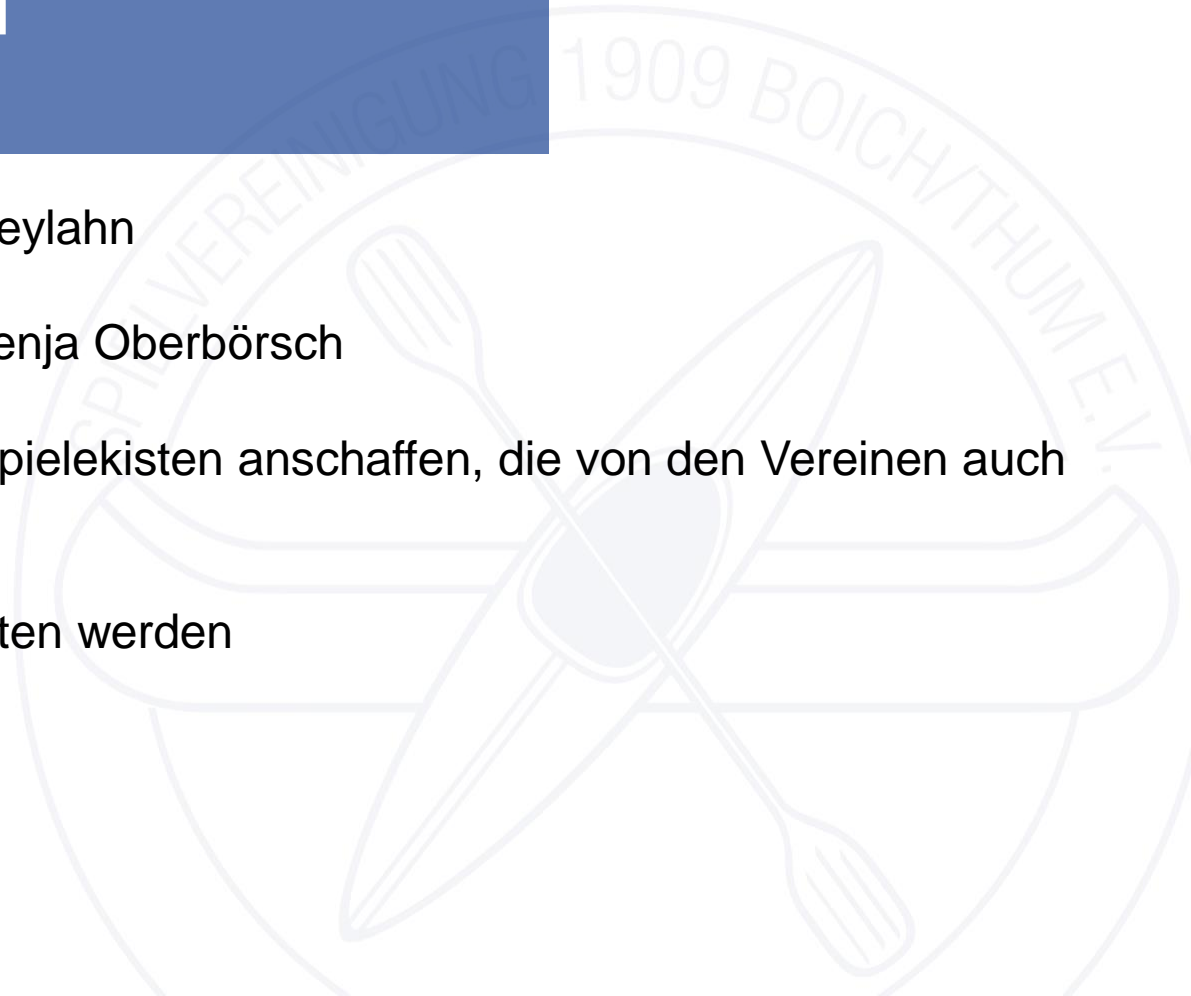 SPIELVEREINIGUNG 1909 BOICH/THUM E.V.
eylahn
enja Oberbörsch
pielekisten anschaffen, die von den Vereinen auch
ten werden